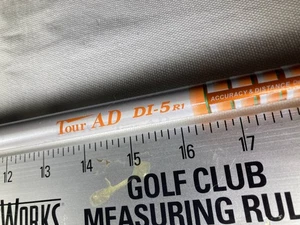 Tour AD DI-5 R1
ACCURACY & DISTANCE
12 13 14 15 16 17
WORKS
GOLF CLUB
MEASURING RUL